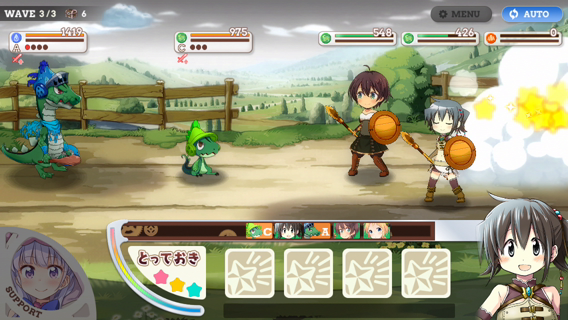 WAVE 3/3 6
MENU
AUTO
1419
A
975
C
548
426
0
C
A
とっておき
SUPPORT